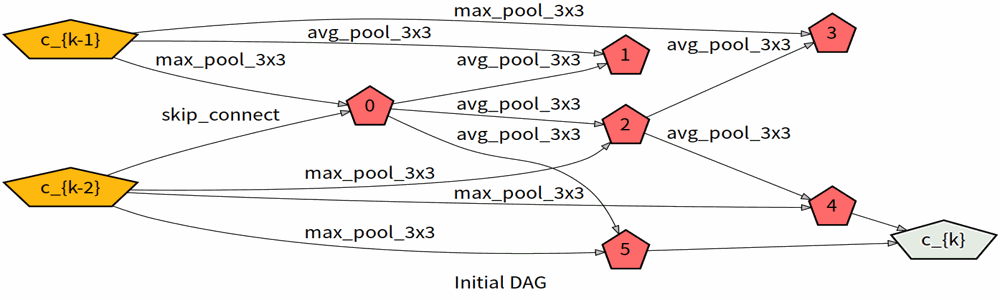 max_pool_3x3
c_{k-1}
avg_pool_3x3
3
avg_pool_3x3
max_pool_3x3
avg_pool_3x3
1
0
avg_pool_3x3
skip_connect
2
avg_pool_3x3
avg_pool_3x3
max_pool_3x3
c_{k-2}
max_pool_3x3
4
max_pool_3x3
c_{k}
5
Initial DAG